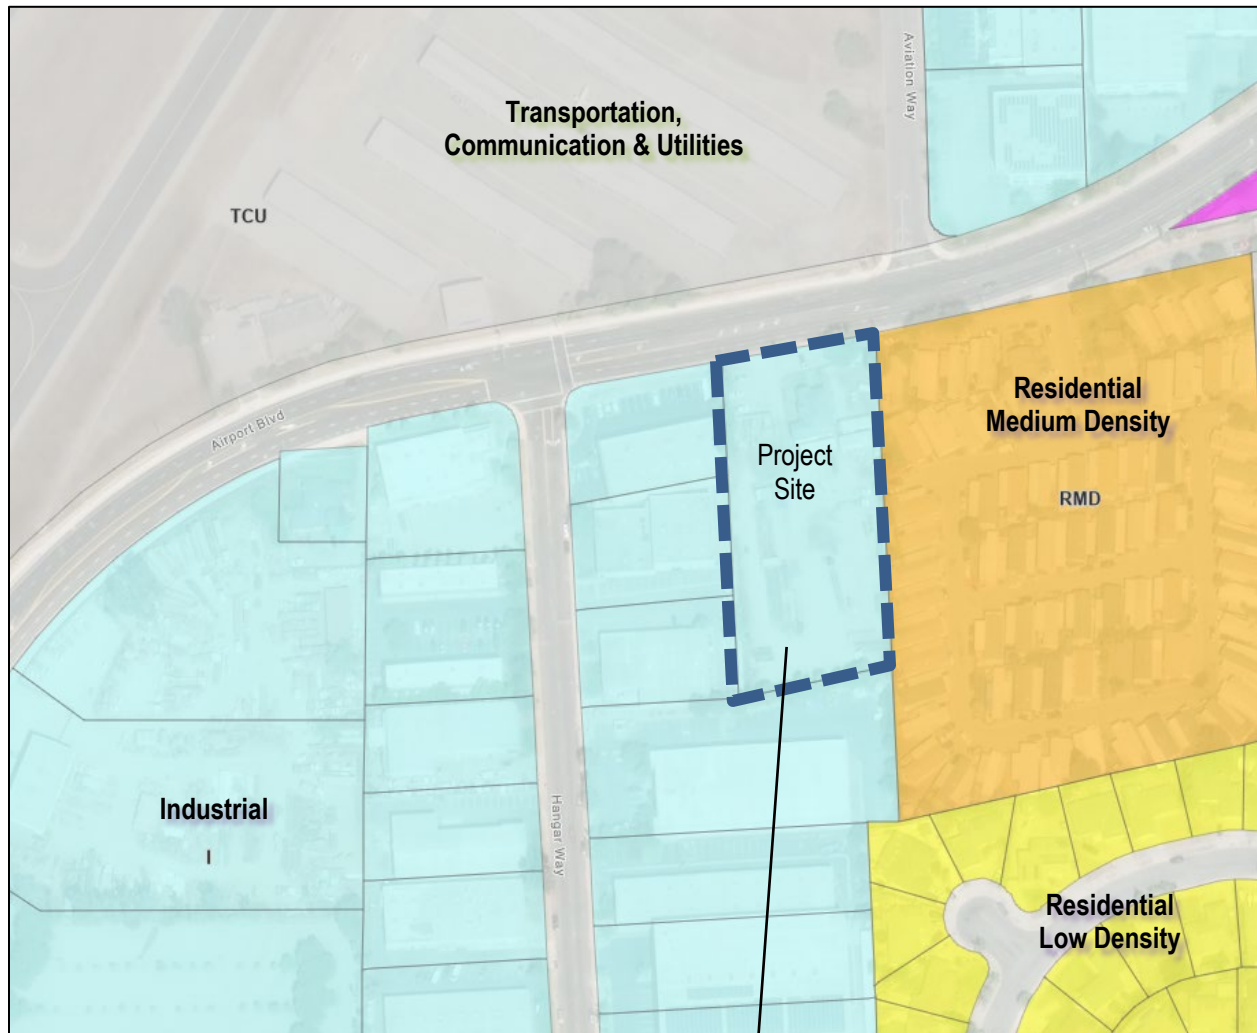 Aviation Way
Transportation,
Communication & Utilities
TCU
Airport Blvd
Residential
Medium Density
RMD
Project
Site
Industrial
I
Hangar Way
Residential
Low Density